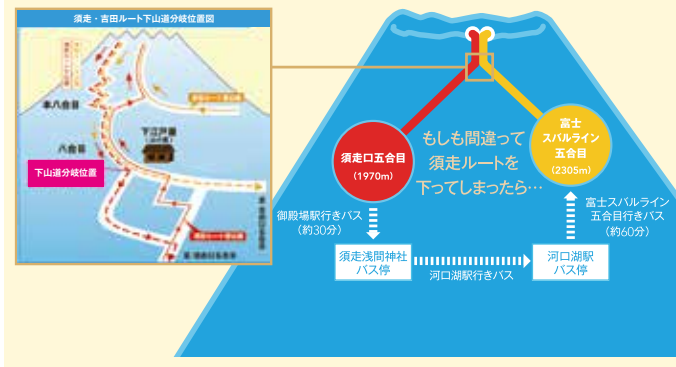 須走・吉田ルート下山道分岐位置図
本八合目
八合目
下江戸屋
下山道分岐位置
須走口五合目
(1970m)
もしも間違って
須走ルートを
下ってしまったら…
富士
スバルライン
五合目
(2305m)
御殿場駅行きバス
(約30分)
富士スバルライン
五合目行きバス
(約60分)
須走浅間神社
バス停
河口湖駅行きバス
河口湖駅
バス停